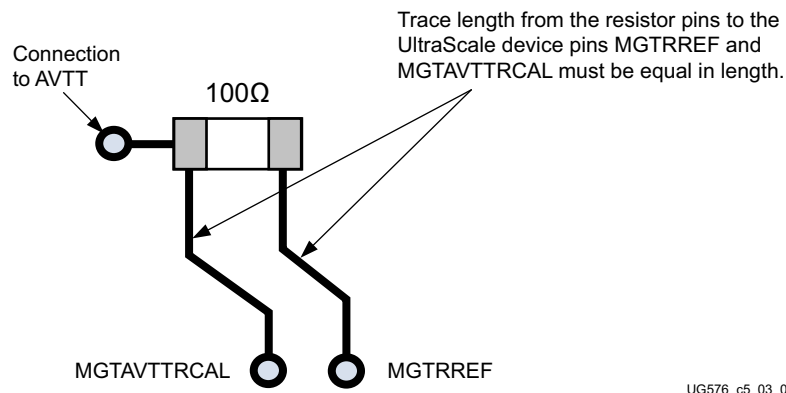 Trace length from the resistor pins to the
UltraScale device pins MGTRREF and
MGTAVTTRCAL must be equal in length.
Connection
to AVTT
100Ω
MGTAVTTRCAL
MGTRREF